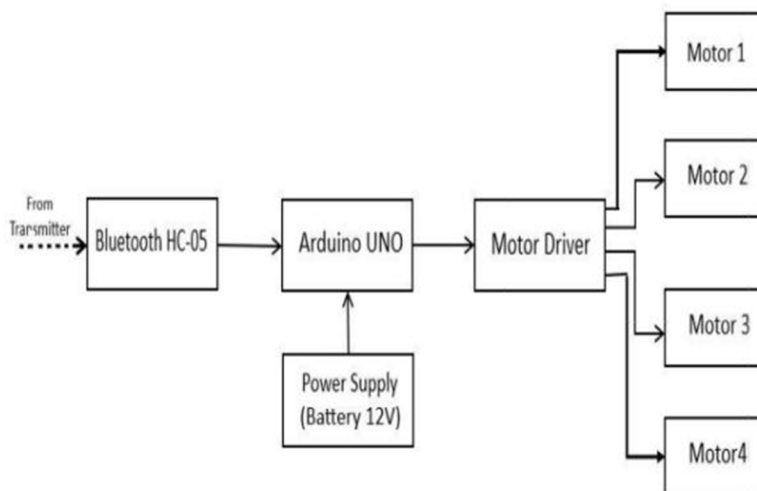 From
Transmitter
Bluetooth HC-05
Arduino UNO
Power Supply
(Battery 12V)
Motor Driver
Motor 1
Motor 2
Motor 3
Motor4